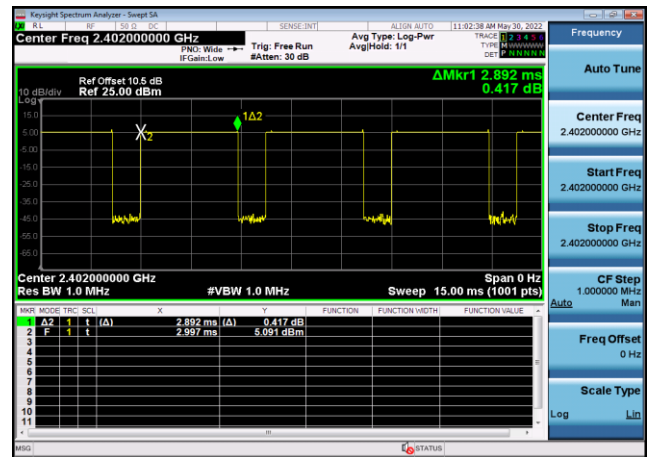 Keysight Spectrum Analyzer - Swept SA
RL RF 50 Ω DC SENSE:INT ALIGN AUTO 11:02:38 AM May 30, 2022
Center Freq 2.402000000 GHz
PNO: Wide
IFGain:Low
Trig: Free Run
#Atten: 30 dB
Avg Type: Log-Pwr
Avg|Hold: 1/1
TRACE 1 2 3 4 5 6
TYPE M WWWWW
DET P N N N N N
Ref Offset 10.5 dB
10 dB/div Ref 25.00 dBm
ΔMkr1 2.892 ms
0.417 dB
Log
15.0
5.00
-5.00
-15.0
-25.0
-35.0
-45.0
-55.0
-65.0
X2
1Δ2
Center 2.402000000 GHz Span 0 Hz
Res BW 1.0 MHz #VBW 1.0 MHz Sweep 15.00 ms (1001 pts)
MKR MODE TRC SCL X Y FUNCTION FUNCTION WIDTH FUNCTION VALUE
1 Δ2 1 t (Δ) 2.892 ms (Δ) 0.417 dB
2 F 1 t 2.997 ms 5.091 dBm
3
4
5
6
7
8
9
10
11
MSG STATUS
Frequency
Auto Tune
Center Freq
2.402000000 GHz
Start Freq
2.402000000 GHz
Stop Freq
2.402000000 GHz
CF Step
1.000000 MHz
Auto Man
Freq Offset
0 Hz
Scale Type
Log Lin